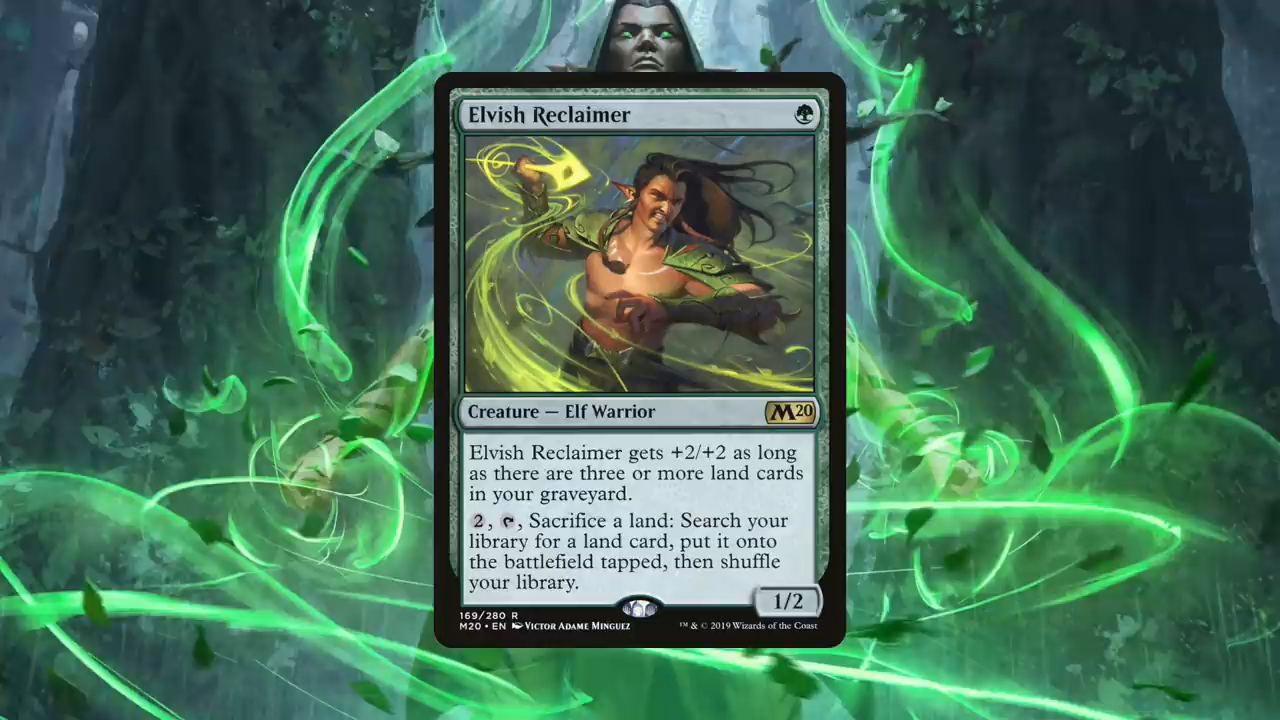 Elvish Reclaimer
Creature — Elf Warrior
M20
Elvish Reclaimer gets +2/+2 as long
as there are three or more land cards
in your graveyard.
2, , Sacrifice a land: Search your
library for a land card, put it onto
the battlefield tapped, then shuffle
your library.
1/2
169/280 R
M20 • EN Victor Adame Minguez
™ & © 2019 Wizards of the Coast